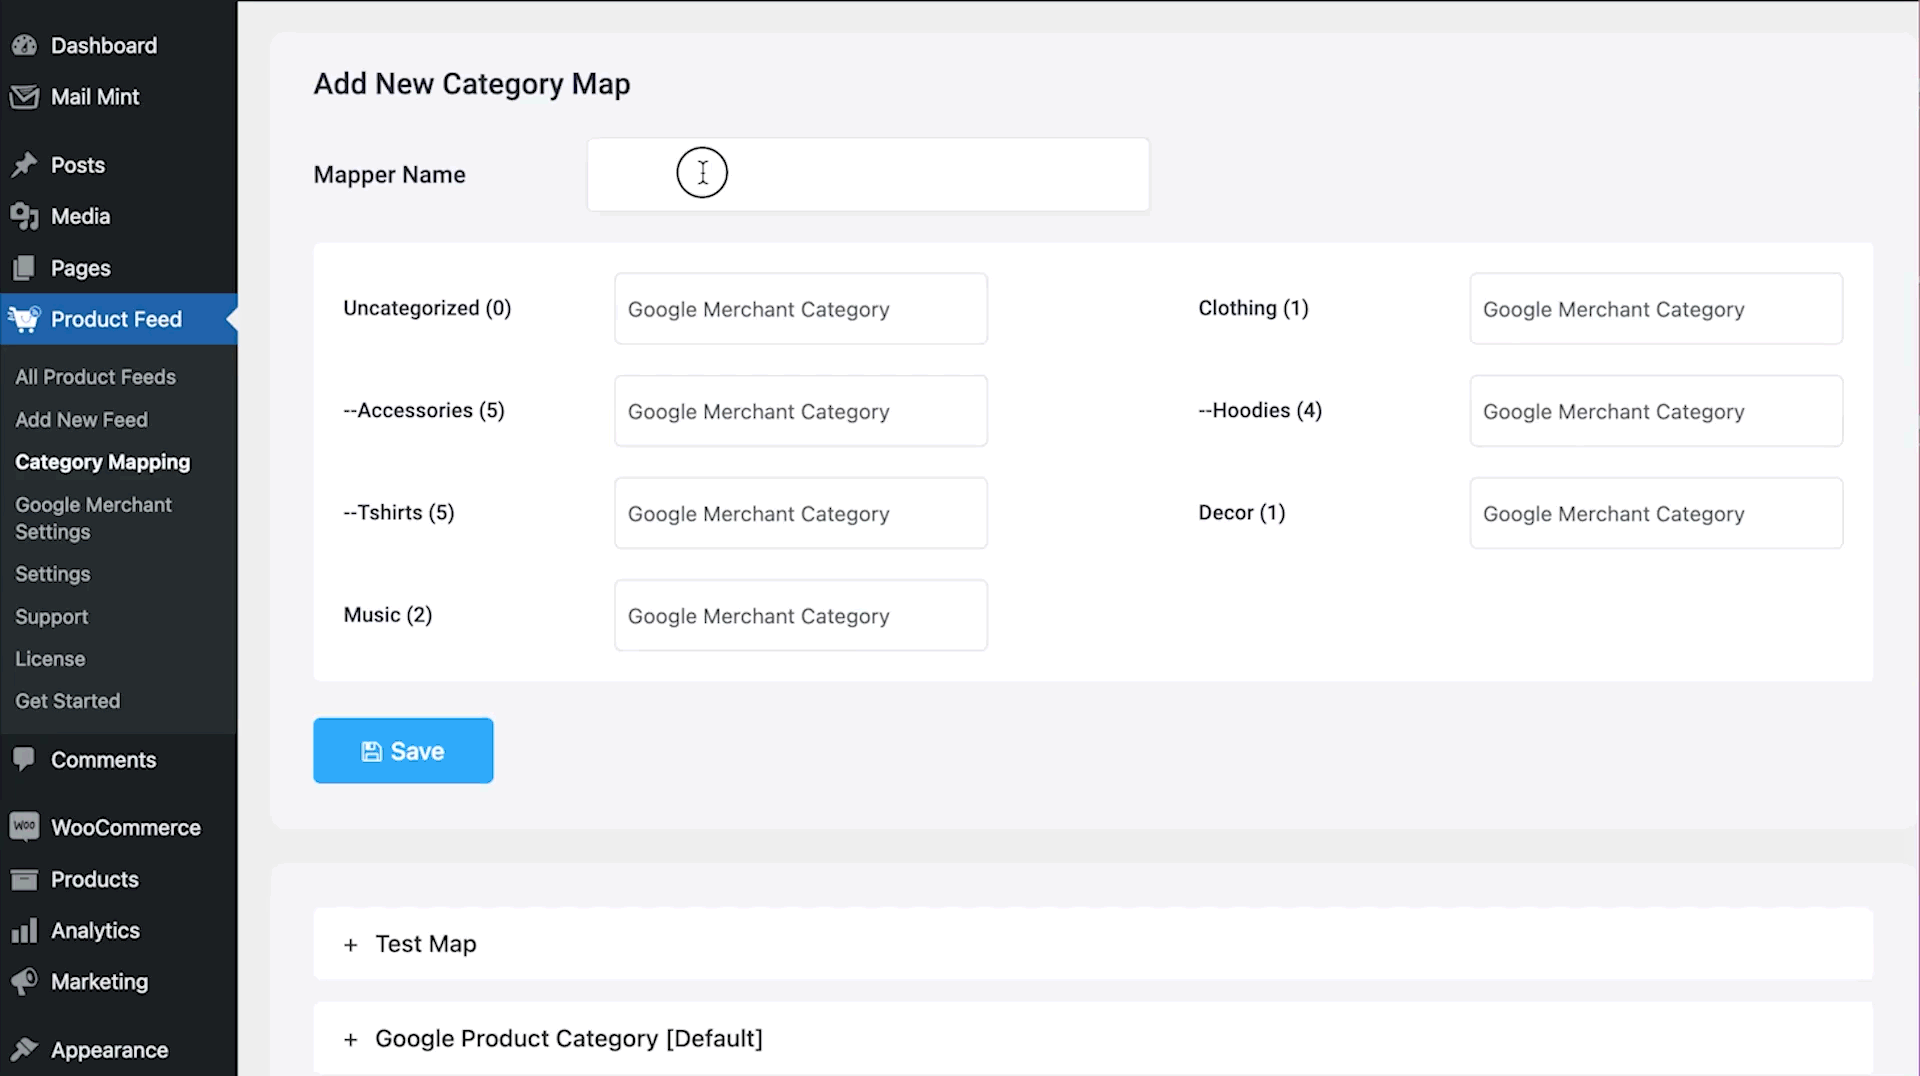 Dashboard
Mail Mint
Posts
Media
Pages
Product Feed
All Product Feeds
Add New Feed
Category Mapping
Google Merchant
Settings
Settings
Support
License
Get Started
Comments
WOO WooCommerce
Products
Analytics
Marketing
Appearance
Add New Category Map
Mapper Name
Uncategorized (0) Google Merchant Category Clothing (1) Google Merchant Category
--Accessories (5) Google Merchant Category --Hoodies (4) Google Merchant Category
--Tshirts (5) Google Merchant Category Decor (1) Google Merchant Category
Music (2) Google Merchant Category
Save
+ Test Map
+ Google Product Category [Default]